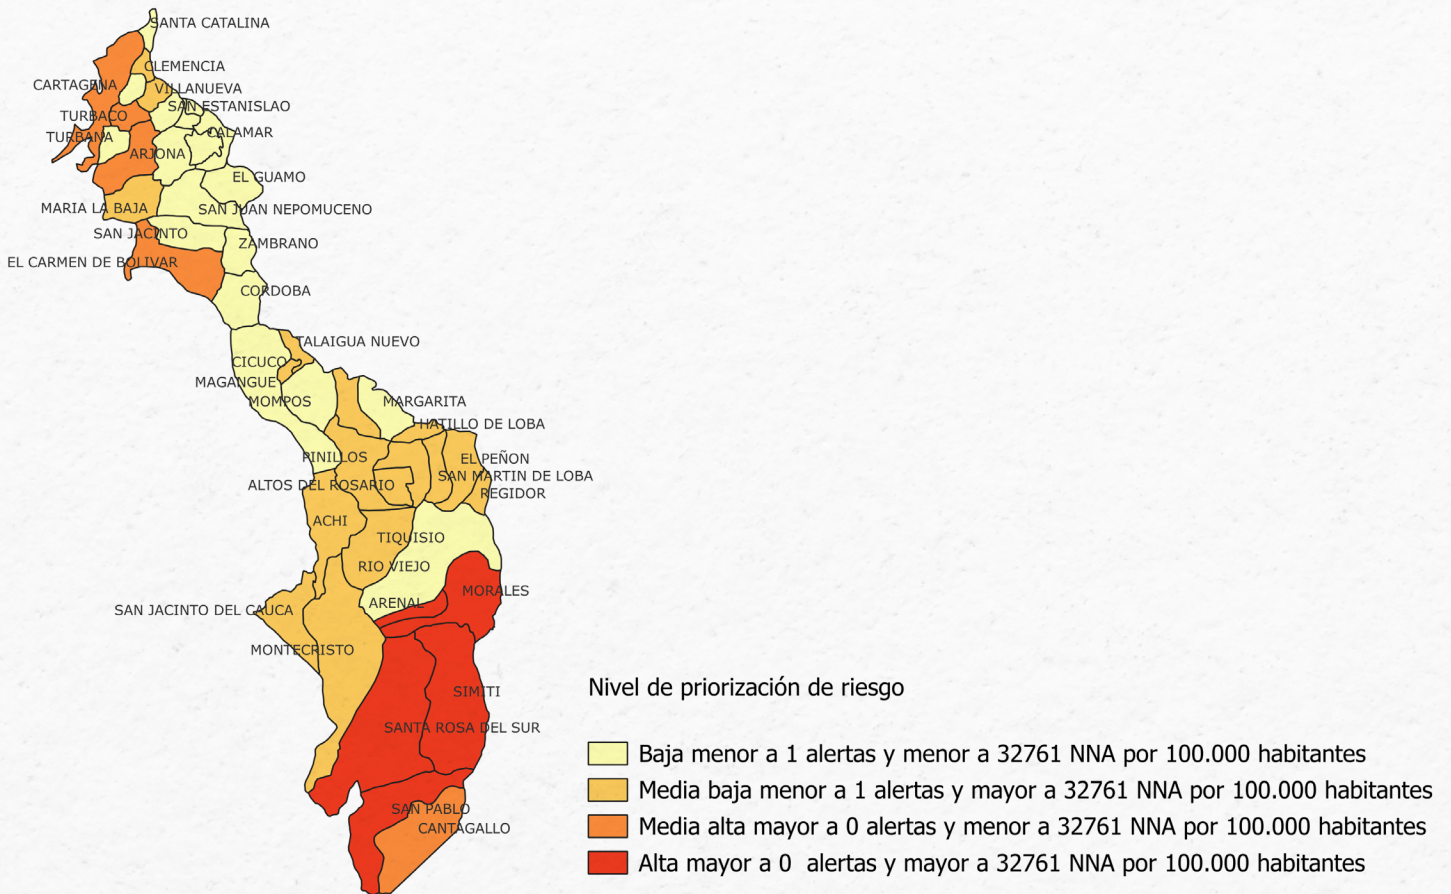 SANTA CATALINA
CLEMENCIA
CARTAGENA
VILLANUEVA
SAN ESTANISLAO
TURBACO
CALAMAR
TURBANA
ARJONA
EL GUAMO
MARIA LA BAJA
SAN JUAN NEPOMUCENO
SAN JACINTO
ZAMBRANO
EL CARMEN DE BOLIVAR
CORDOBA
TALAIGUA NUEVO
CICUCO
MAGANGUE
MOMPOS
MARGARITA
HATILLO DE LOBA
PINILLOS
EL PEÑON
SAN MARTIN DE LOBA
ALTOS DEL ROSARIO
REGIDOR
ACHI
TIQUISIO
RIO VIEJO
MORALES
ARENAL
SAN JACINTO DEL CAUCA
MONTECRISTO
SIMITI
SANTA ROSA DEL SUR
SAN PABLO
CANTAGALLO
Nivel de priorización de riesgo
Baja menor a 1 alertas y menor a 32761 NNA por 100.000 habitantes
Media baja menor a 1 alertas y mayor a 32761 NNA por 100.000 habitantes
Media alta mayor a 0 alertas y menor a 32761 NNA por 100.000 habitantes
Alta mayor a 0  alertas y mayor a 32761 NNA por 100.000 habitantes